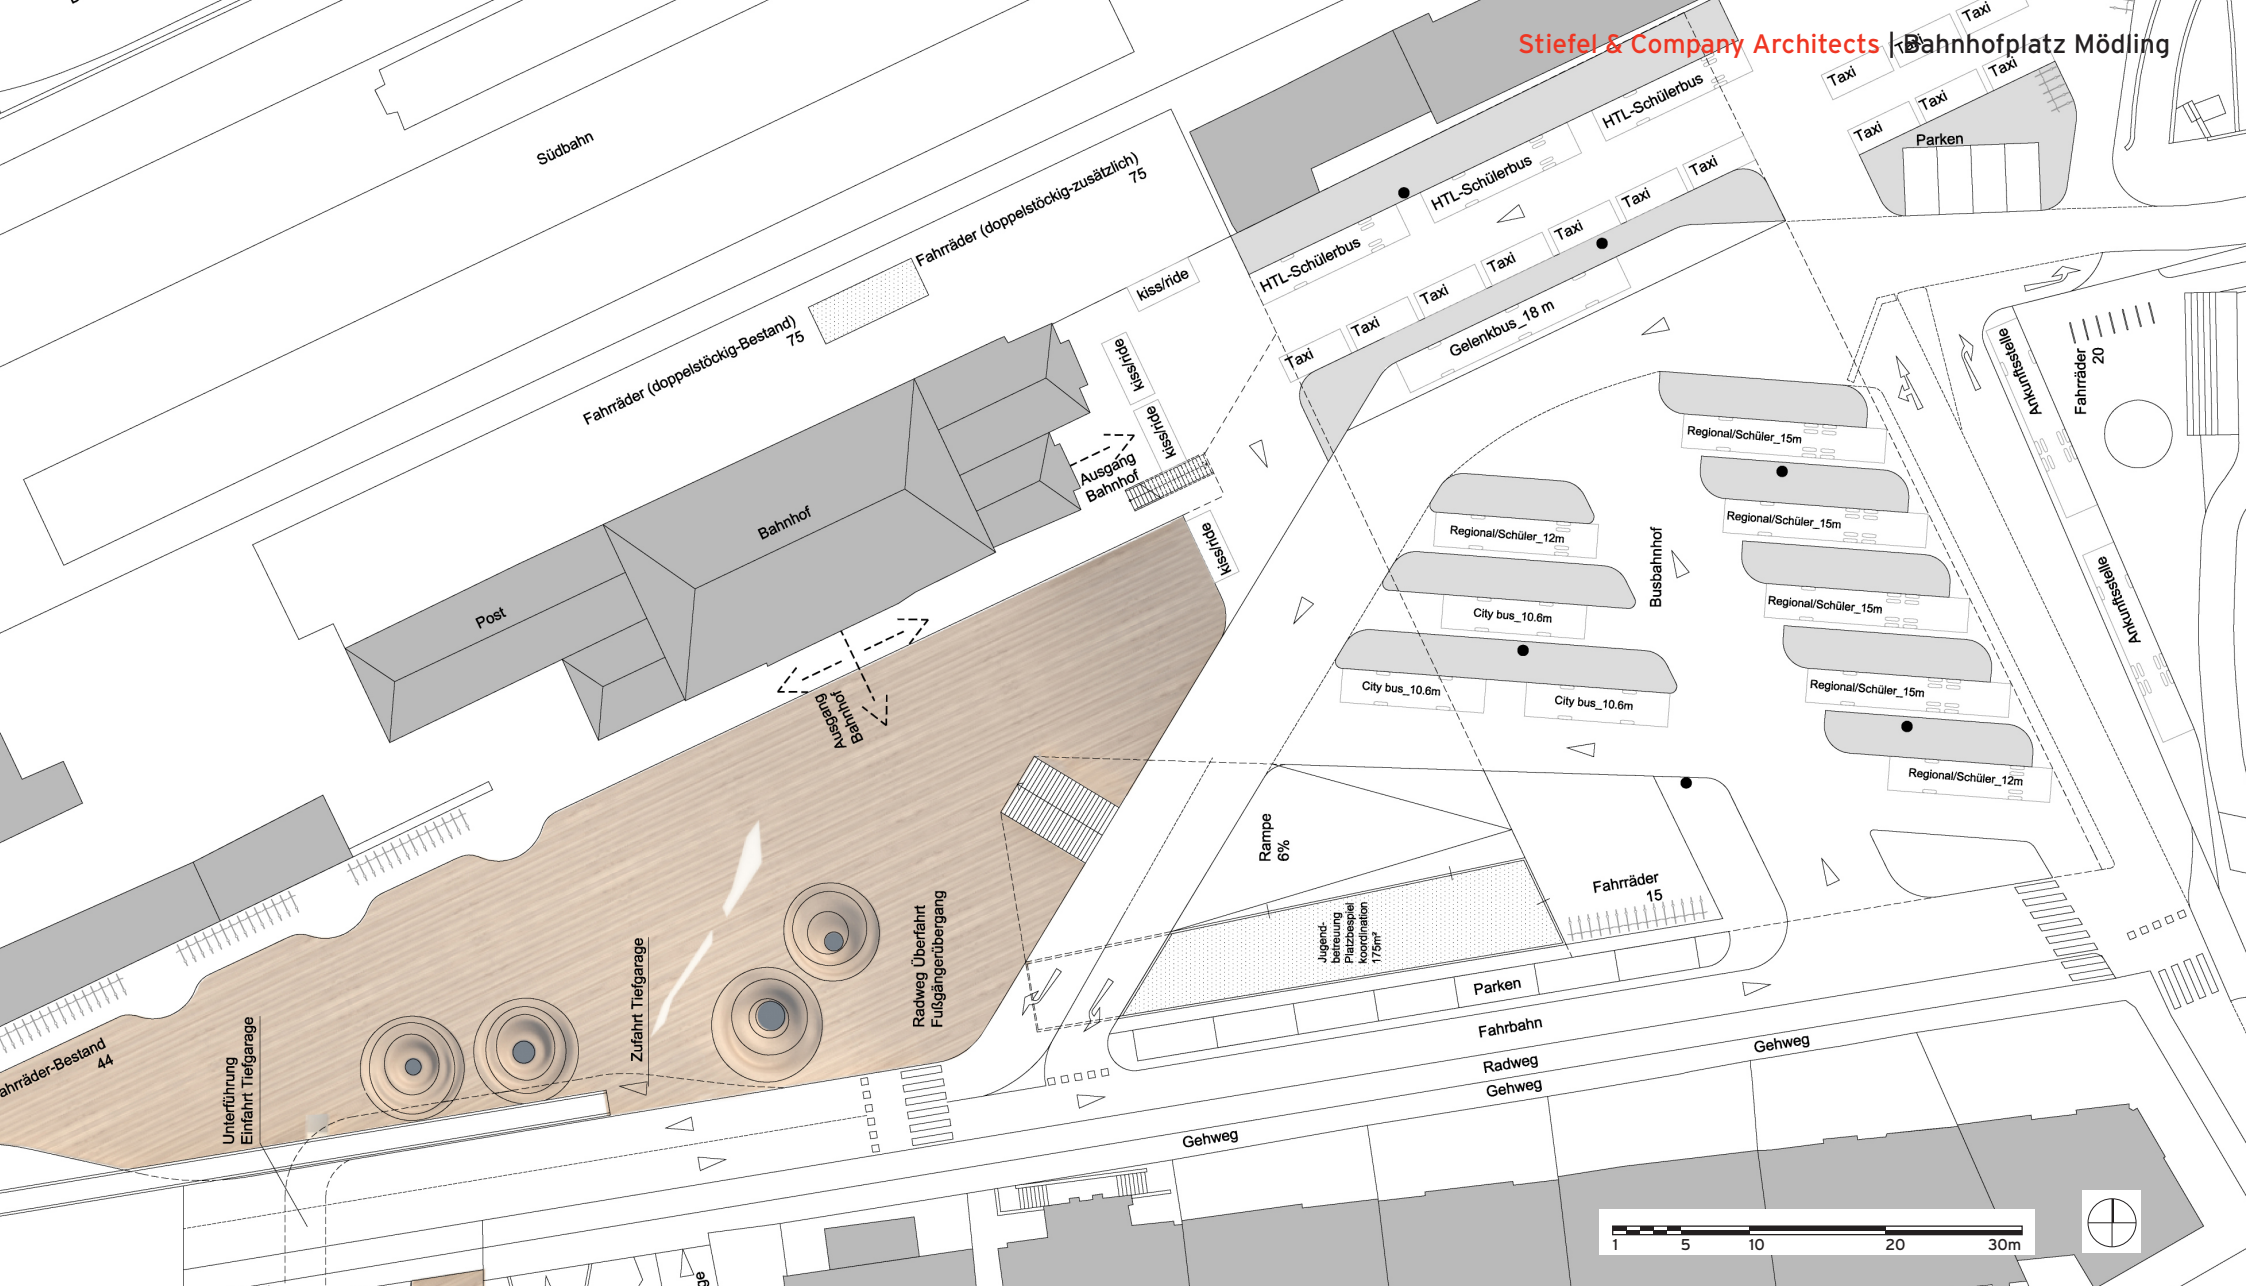 Stiefel & Company Architects | Bahnhofplatz Mödling
Taxi
Taxi
Taxi
Taxi
Taxi
Taxi
Parken
Südbahn
HTL-Schülerbus
HTL-Schülerbus
HTL-Schülerbus
Taxi
Taxi
Taxi
Taxi
Taxi
Taxi
Taxi
Gelenkbus_18 m
Fahrräder (doppelstöckig-zusätzlich)
75
Fahrräder (doppelstöckig-Bestand)
75
kiss/ride
kiss/ride
kiss/ride
kiss/ride
Ausgang
Bahnhof
Bahnhof
Post
Ausgang
Bahnhof
Ankunftsstelle
Fahrräder
20
Ankunftsstelle
Regional/Schüler_15m
Regional/Schüler_15m
Regional/Schüler_15m
Regional/Schüler_15m
Regional/Schüler_12m
Regional/Schüler_12m
City bus_10.6m
City bus_10.6m
City bus_10.6m
Busbahnhof
Rampe
6%
Fahrräder
15
Jugend-
betreuung
Platzbespiel
koordination
175m²
Parken
Fahrbahn
Radweg
Gehweg
Gehweg
Gehweg
Radweg Überfahrt
Fußgängerübergang
Zufahrt Tiefgarage
Unterführung
Einfahrt Tiefgarage
ahrräder-Bestand
44
ge
1 5 10 20 30m